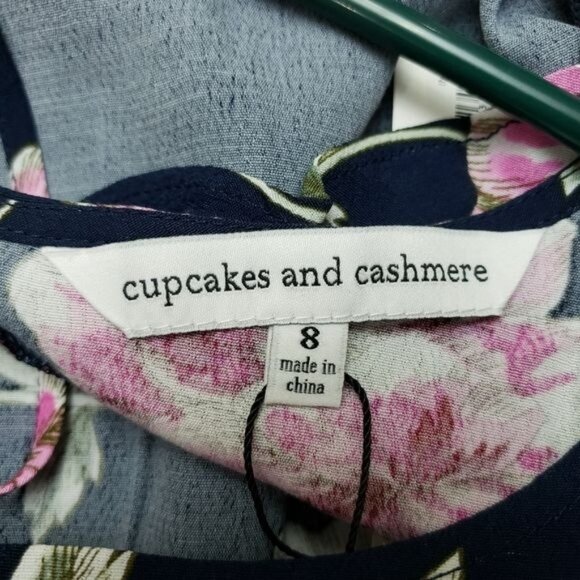 cupcakes and cashmere
8
made in
china